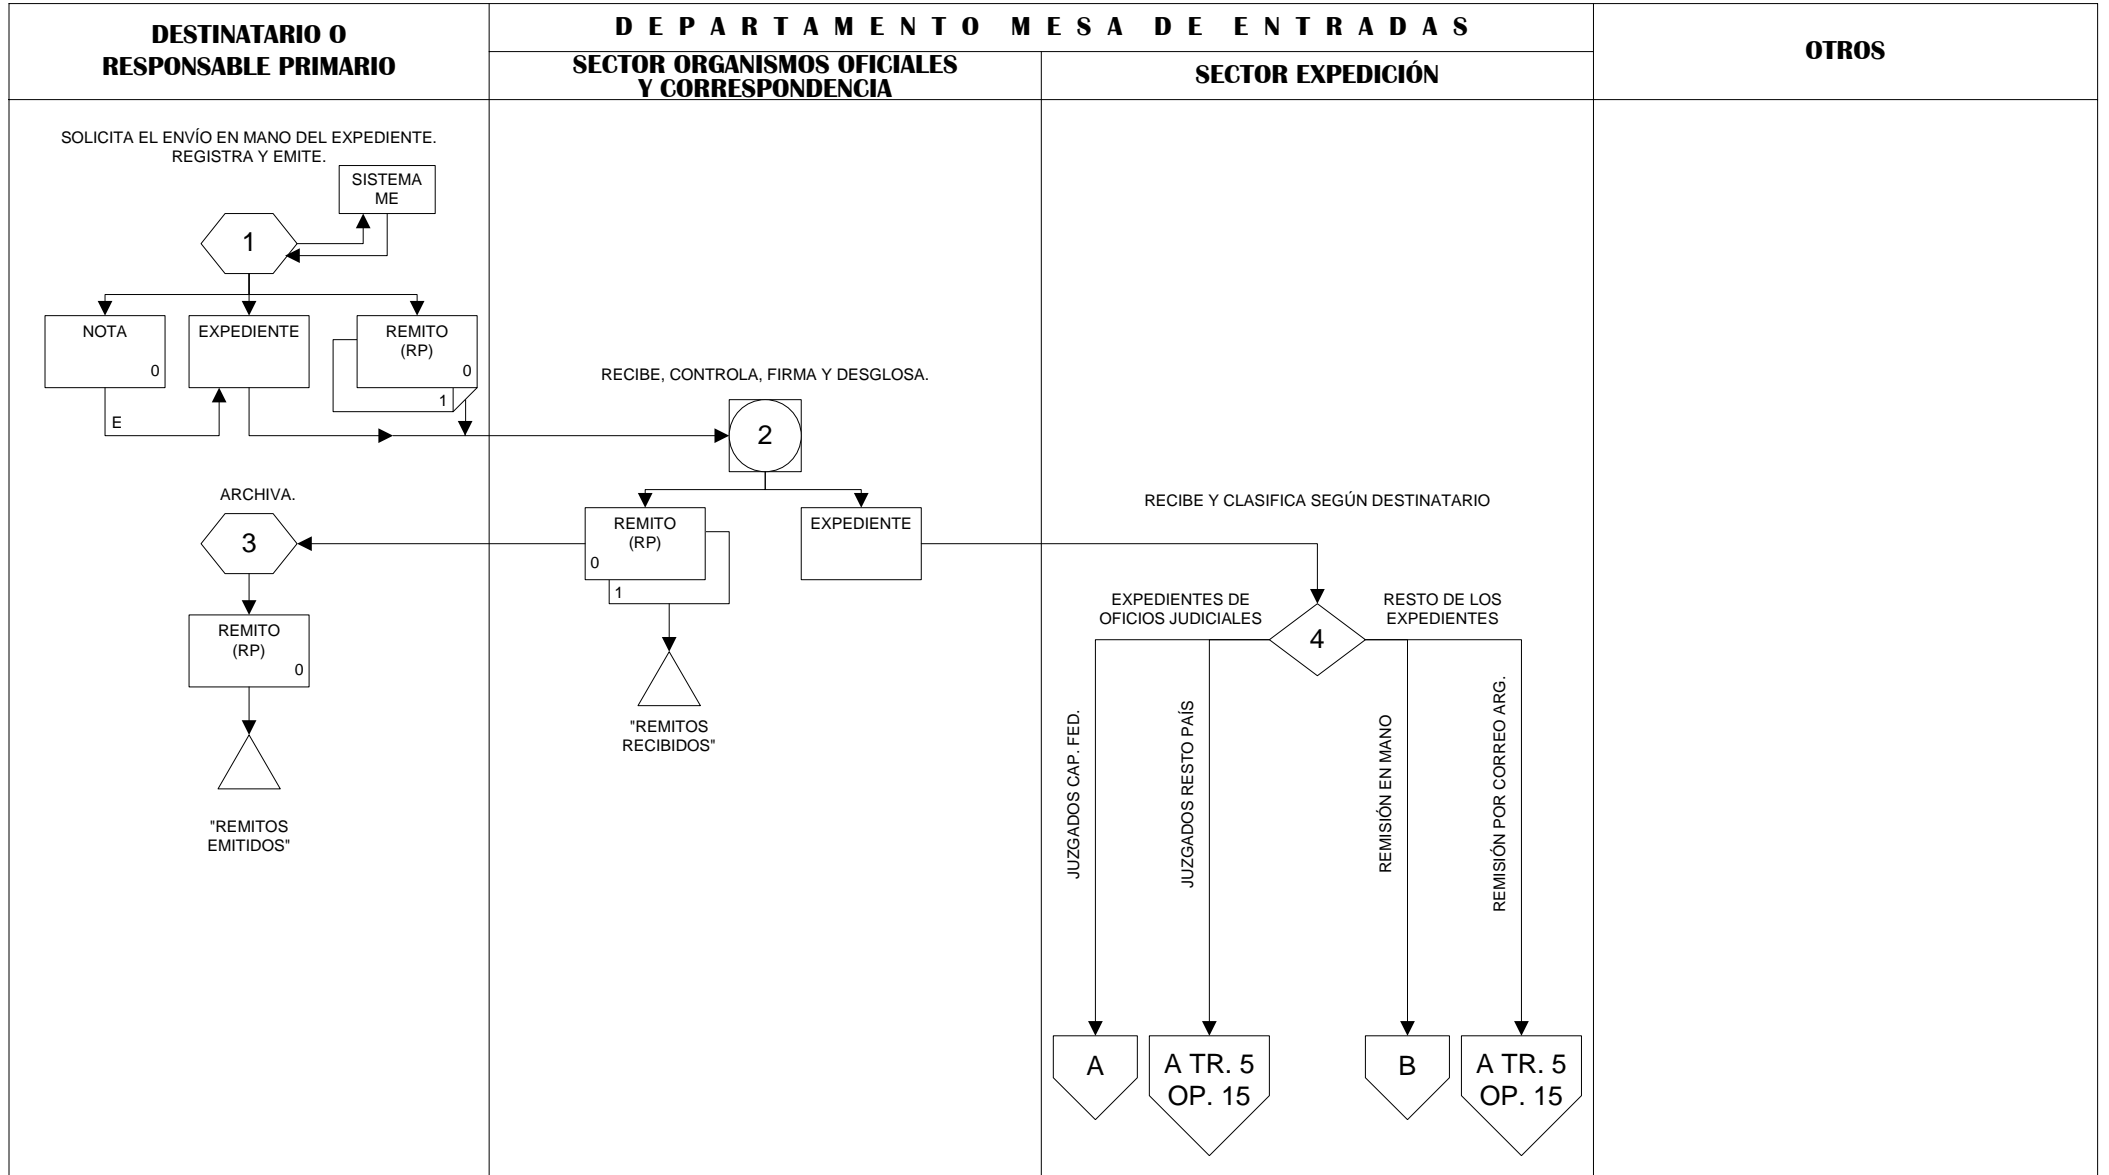 DESTINATARIO O
RESPONSABLE PRIMARIO
DEPARTAMENTO MESA DE ENTRADAS
SECTOR ORGANISMOS OFICIALES
Y CORRESPONDENCIA
SECTOR EXPEDICIÓN
OTROS
SOLICITA EL ENVÍO EN MANO DEL EXPEDIENTE.
REGISTRA Y EMITE.
SISTEMA
ME
1
NOTA
0
EXPEDIENTE
REMITO
(RP)
0
1
E
RECIBE, CONTROLA, FIRMA Y DESGLOSA.
2
ARCHIVA.
3
REMITO
(RP)
0
1
EXPEDIENTE
RECIBE Y CLASIFICA SEGÚN DESTINATARIO
REMITO
(RP)
0
"REMITOS
EMITIDOS"
"REMITOS
RECIBIDOS"
EXPEDIENTES DE
OFICIOS JUDICIALES
4
RESTO DE LOS
EXPEDIENTES
JUZGADOS CAP. FED.
JUZGADOS RESTO PAÍS
REMISIÓN EN MANO
REMISIÓN POR CORREO ARG.
A
A TR. 5
OP. 15
B
A TR. 5
OP. 15